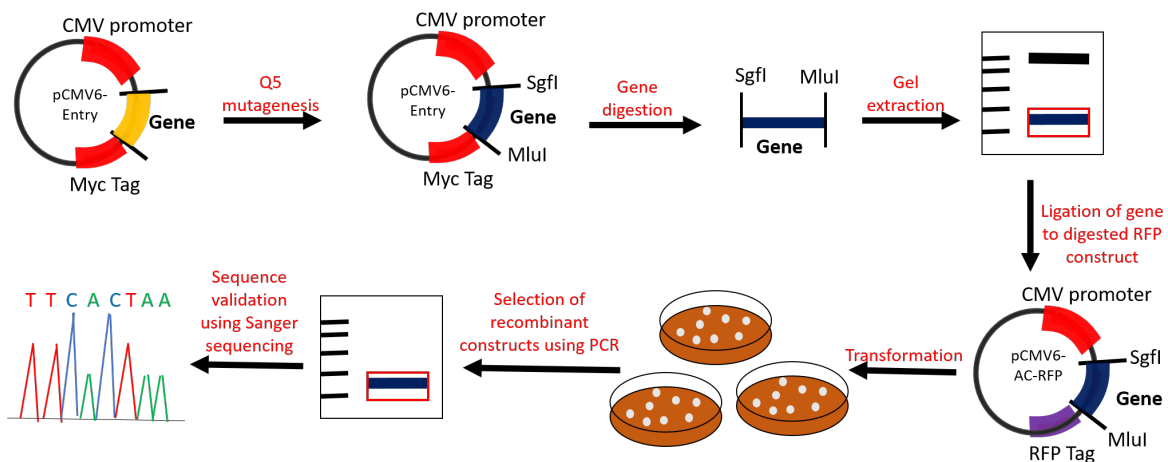 CMV promoter
pCMV6-
Entry
Gene
Myc Tag
Q5
mutagenesis
CMV promoter
pCMV6-
Entry
SgfI
Gene
MluI
Myc Tag
Gene
digestion
SgfI
MluI
Gene
Gel
extraction
Ligation of gene
to digested RFP
construct
CMV promoter
pCMV6-
AC-RFP
SgfI
Gene
MluI
RFP Tag
Transformation
Selection of
recombinant
constructs using PCR
Sequence
validation
using Sanger
sequencing
T T C A C T A A